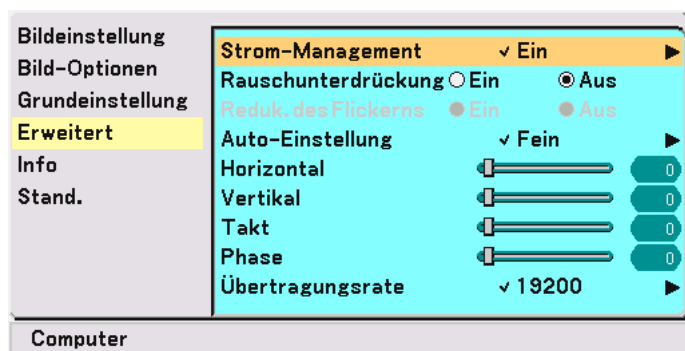 Bildeinstellung
Bild-Optionen
Grundeinstellung
Erweitert
Info
Stand.
Strom-Management ✓ Ein ▶
Rauschunterdrückung ○ Ein ◉ Aus
Reduk. des Flickerns ● Ein ● Aus
Auto-Einstellung ✓ Fein ▶
Horizontal 0
Vertikal 0
Takt 0
Phase 0
Übertragungsrate ✓ 19200 ▶
Computer